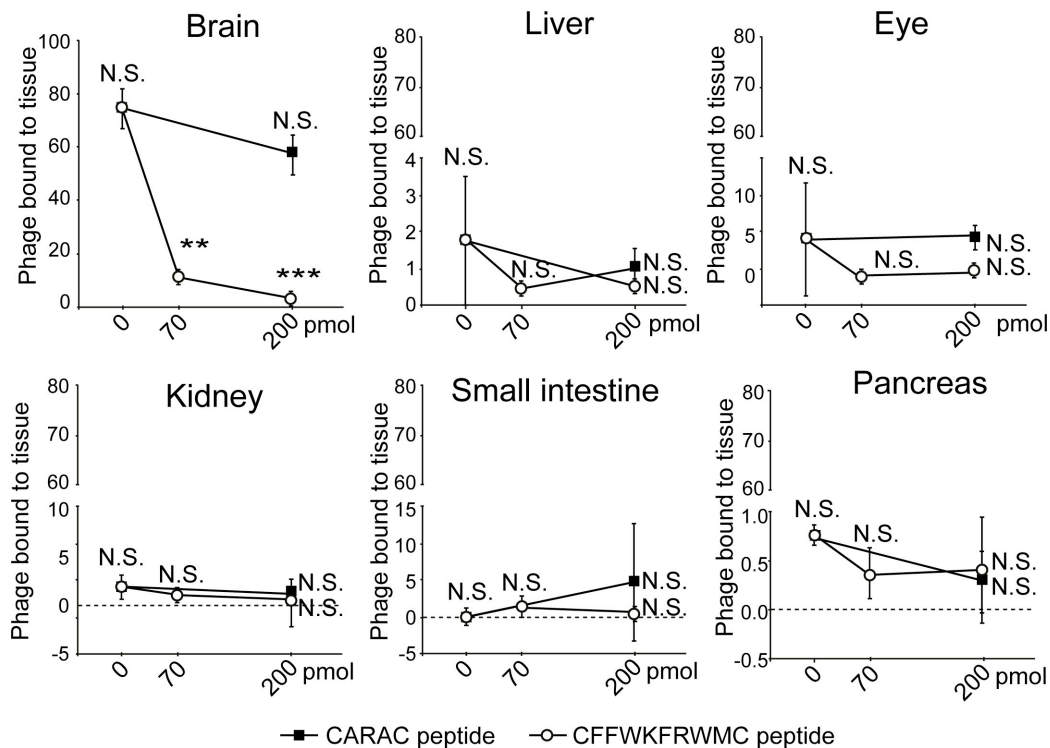 Brain
Phage bound to tissue
100
80
60
40
20
0
N.S.
N.S.
**
***
0
70
200 pmol
Liver
Phage bound to tissue
80
70
60
4
3
2
1
0
N.S.
N.S.
N.S.
N.S.
0
70
200 pmol
Eye
Phage bound to tissue
80
70
60
10
5
0
N.S.
N.S.
N.S.
N.S.
0
70
200 pmol
Kidney
Phage bound to tissue
80
70
60
10
5
0
-5
N.S.
N.S.
N.S.
N.S.
0
70
200 pmol
Small intestine
Phage bound to tissue
80
70
60
15
10
5
0
-5
N.S.
N.S.
N.S.
N.S.
0
70
200 pmol
Pancreas
Phage bound to tissue
80
70
60
1.0
0.5
0.0
-0.5
N.S.
N.S.
N.S.
N.S.
0
70
200 pmol
CARAC peptide
CFFWKFRWMC peptide